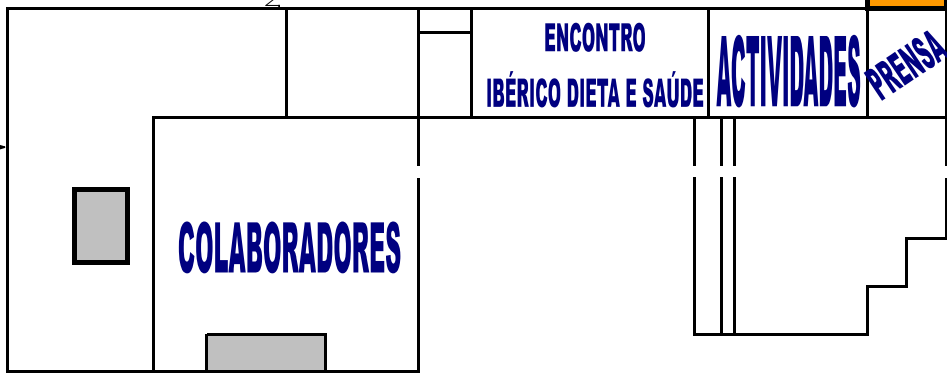 ENCONTRO
IBÉRICO DIETA E SAÚDE
ACTIVIDADES
PRENSA
COLABORADORES